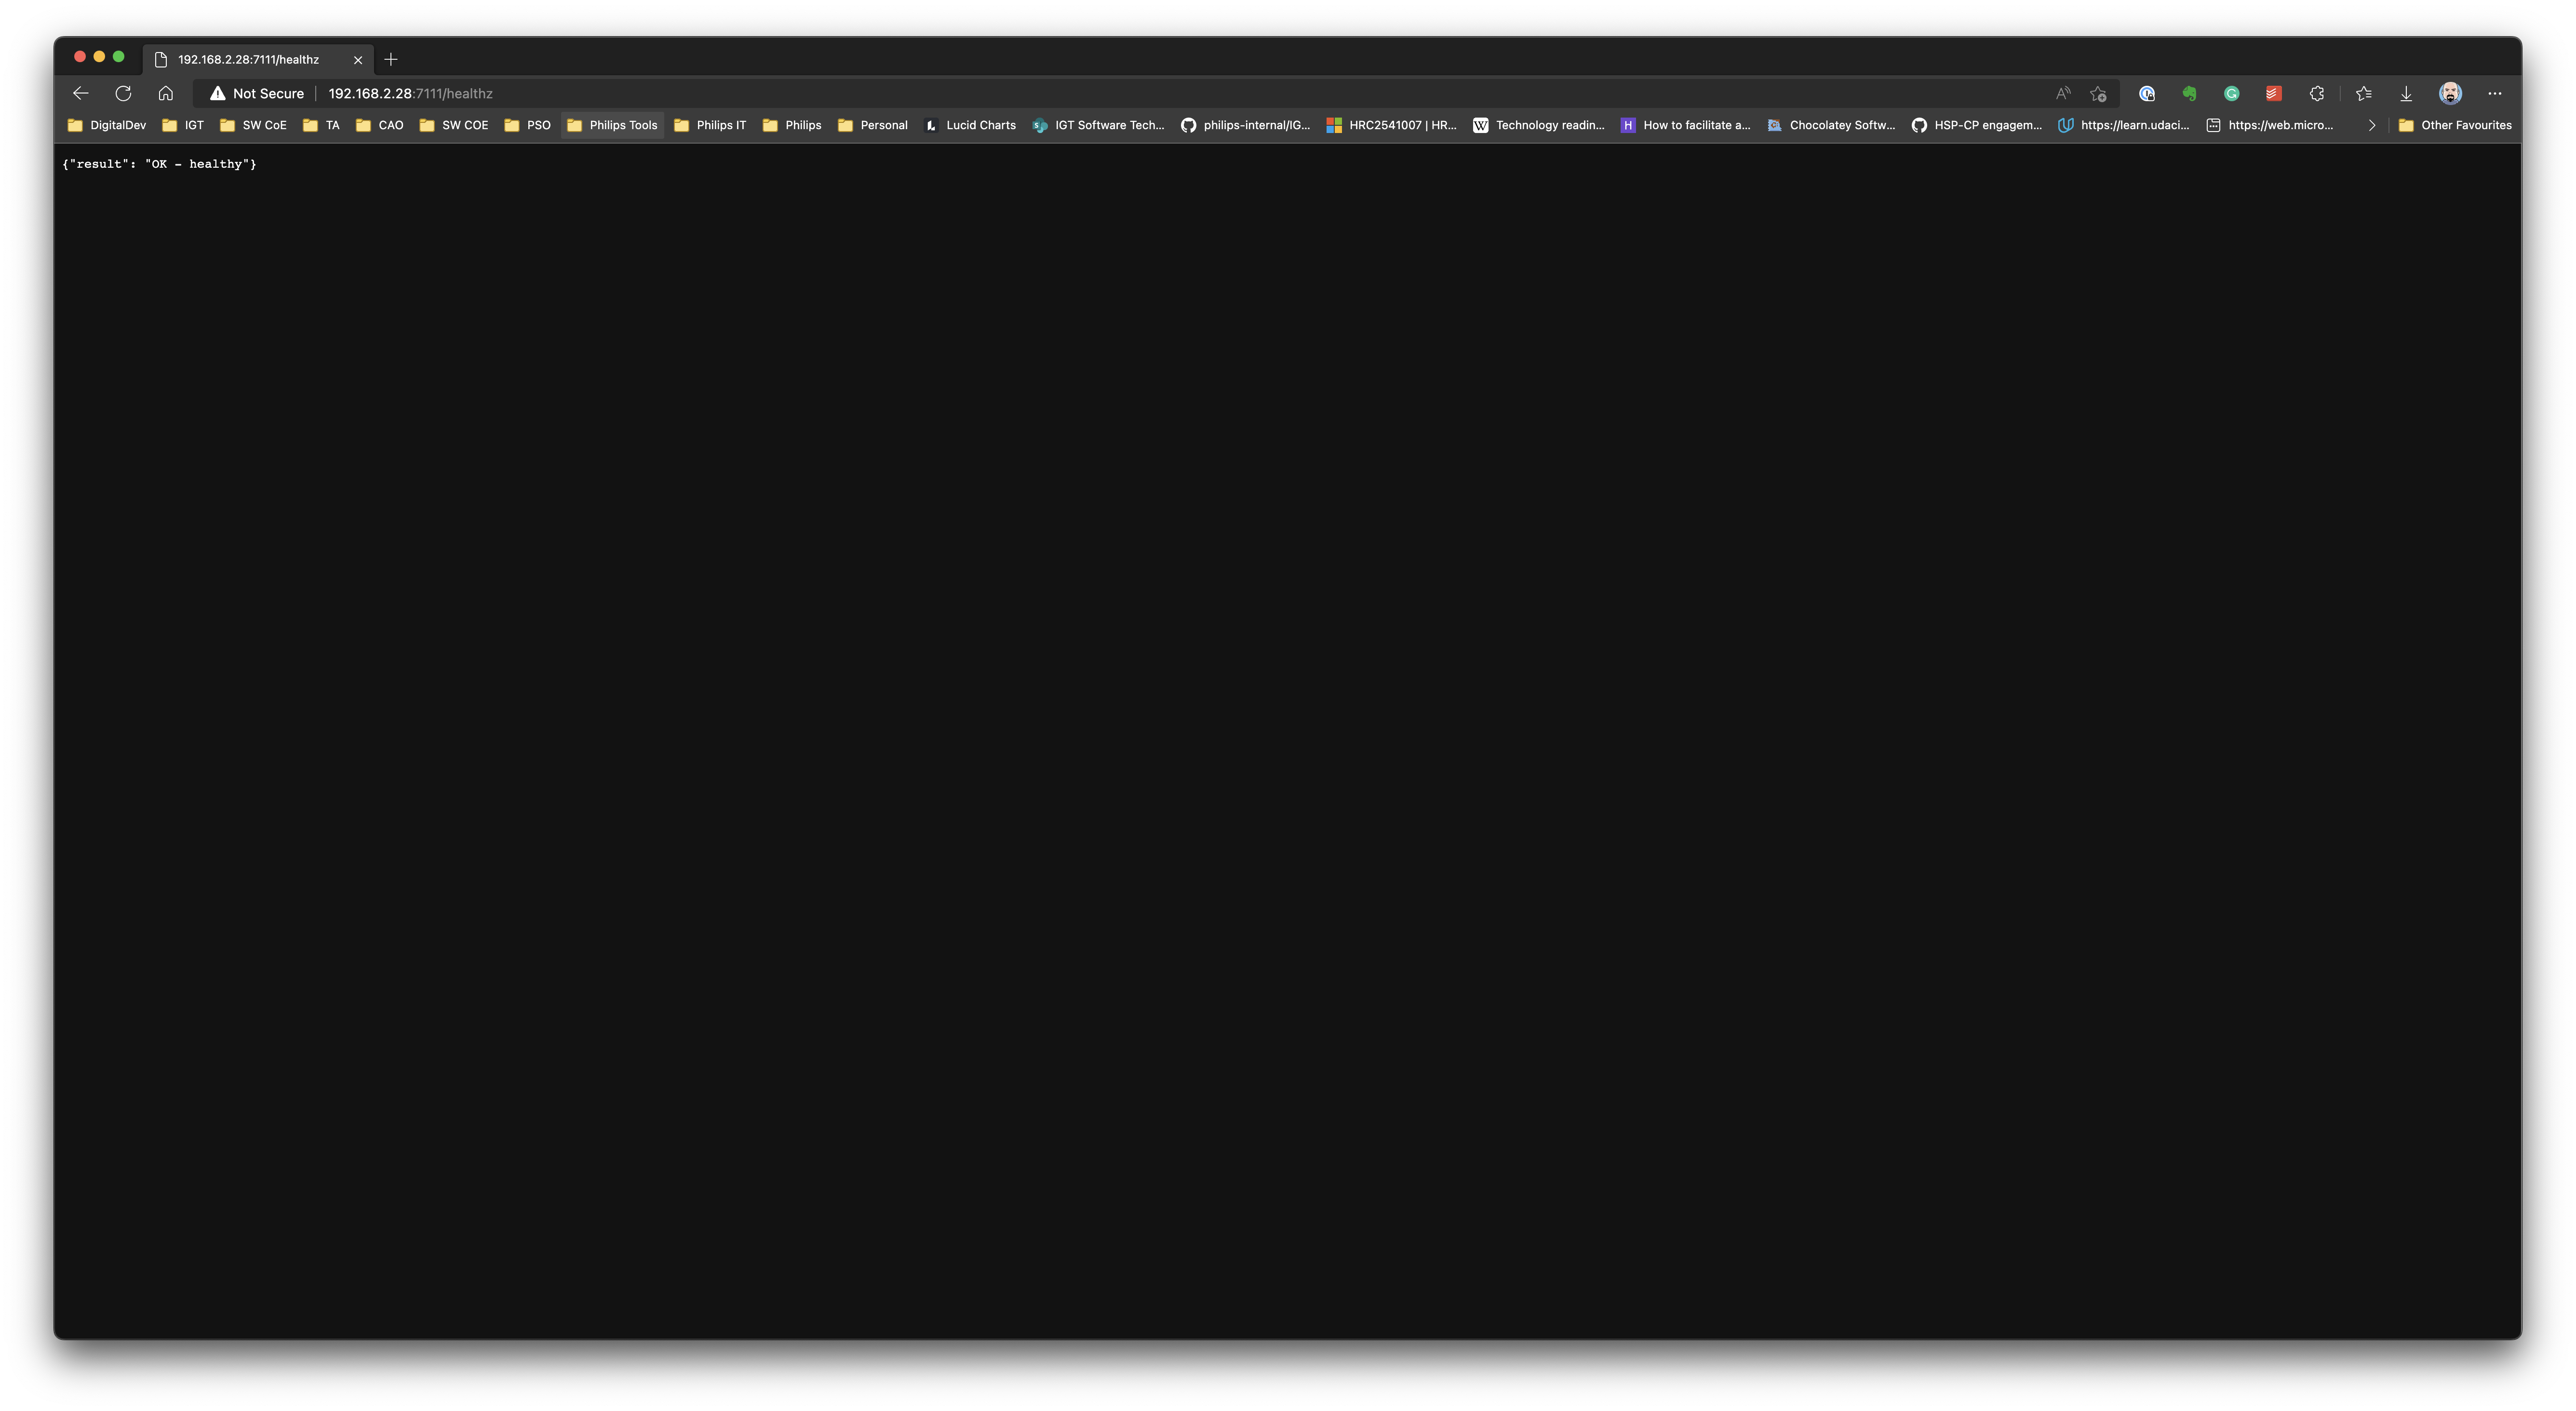 192.168.2.28:7111/healthz
Not Secure 192.168.2.28:7111/healthz
DigitalDev IGT SW CoE TA CAO SW COE PSO Philips Tools Philips IT Philips Personal Lucid Charts IGT Software Tech... philips-internal/IG... HRC2541007 | HR... Technology readin... How to facilitate a... Chocolatey Softw... HSP-CP engagem... https://learn.udaci... https://web.micro... Other Favourites
{"result": "OK - healthy"}